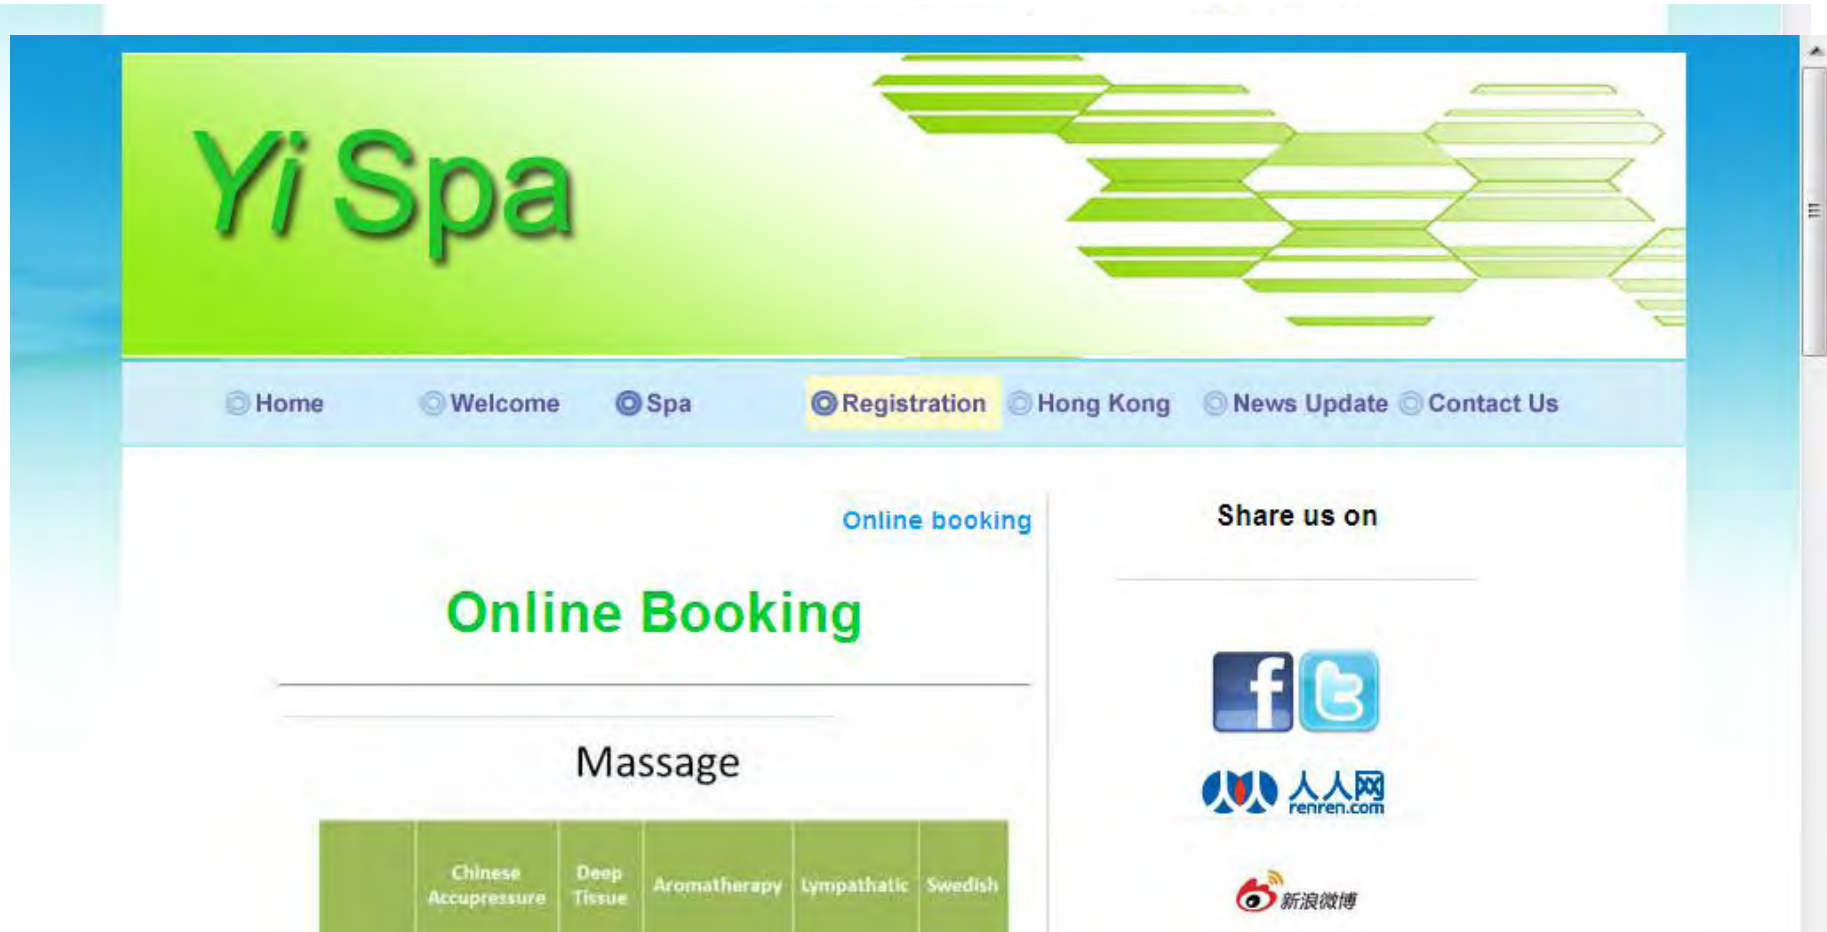 Yi Spa
Home Welcome Spa Registration Hong Kong News Update Contact Us
Online booking
Share us on
Online Booking
f t
Massage
人人网
renren.com
Chinese Accupressure Deep Tissue Aromatherapy Lympathatic Swedish
新浪微博